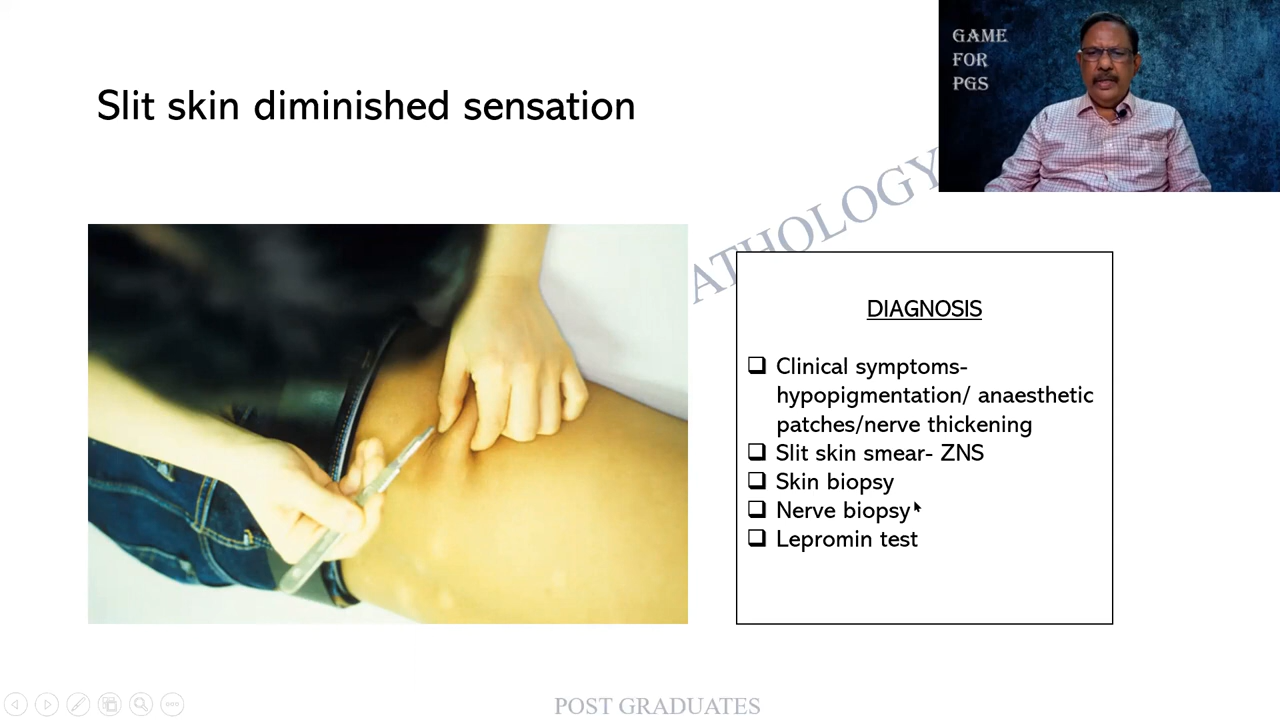 GAME
FOR
PGS
Slit skin diminished sensation
ATHOLOGY
DIAGNOSIS
Clinical symptoms-
hypopigmentation/ anaesthetic
patches/nerve thickening
Slit skin smear- ZNS
Skin biopsy
Nerve biopsy
Lepromin test
POST GRADUATES